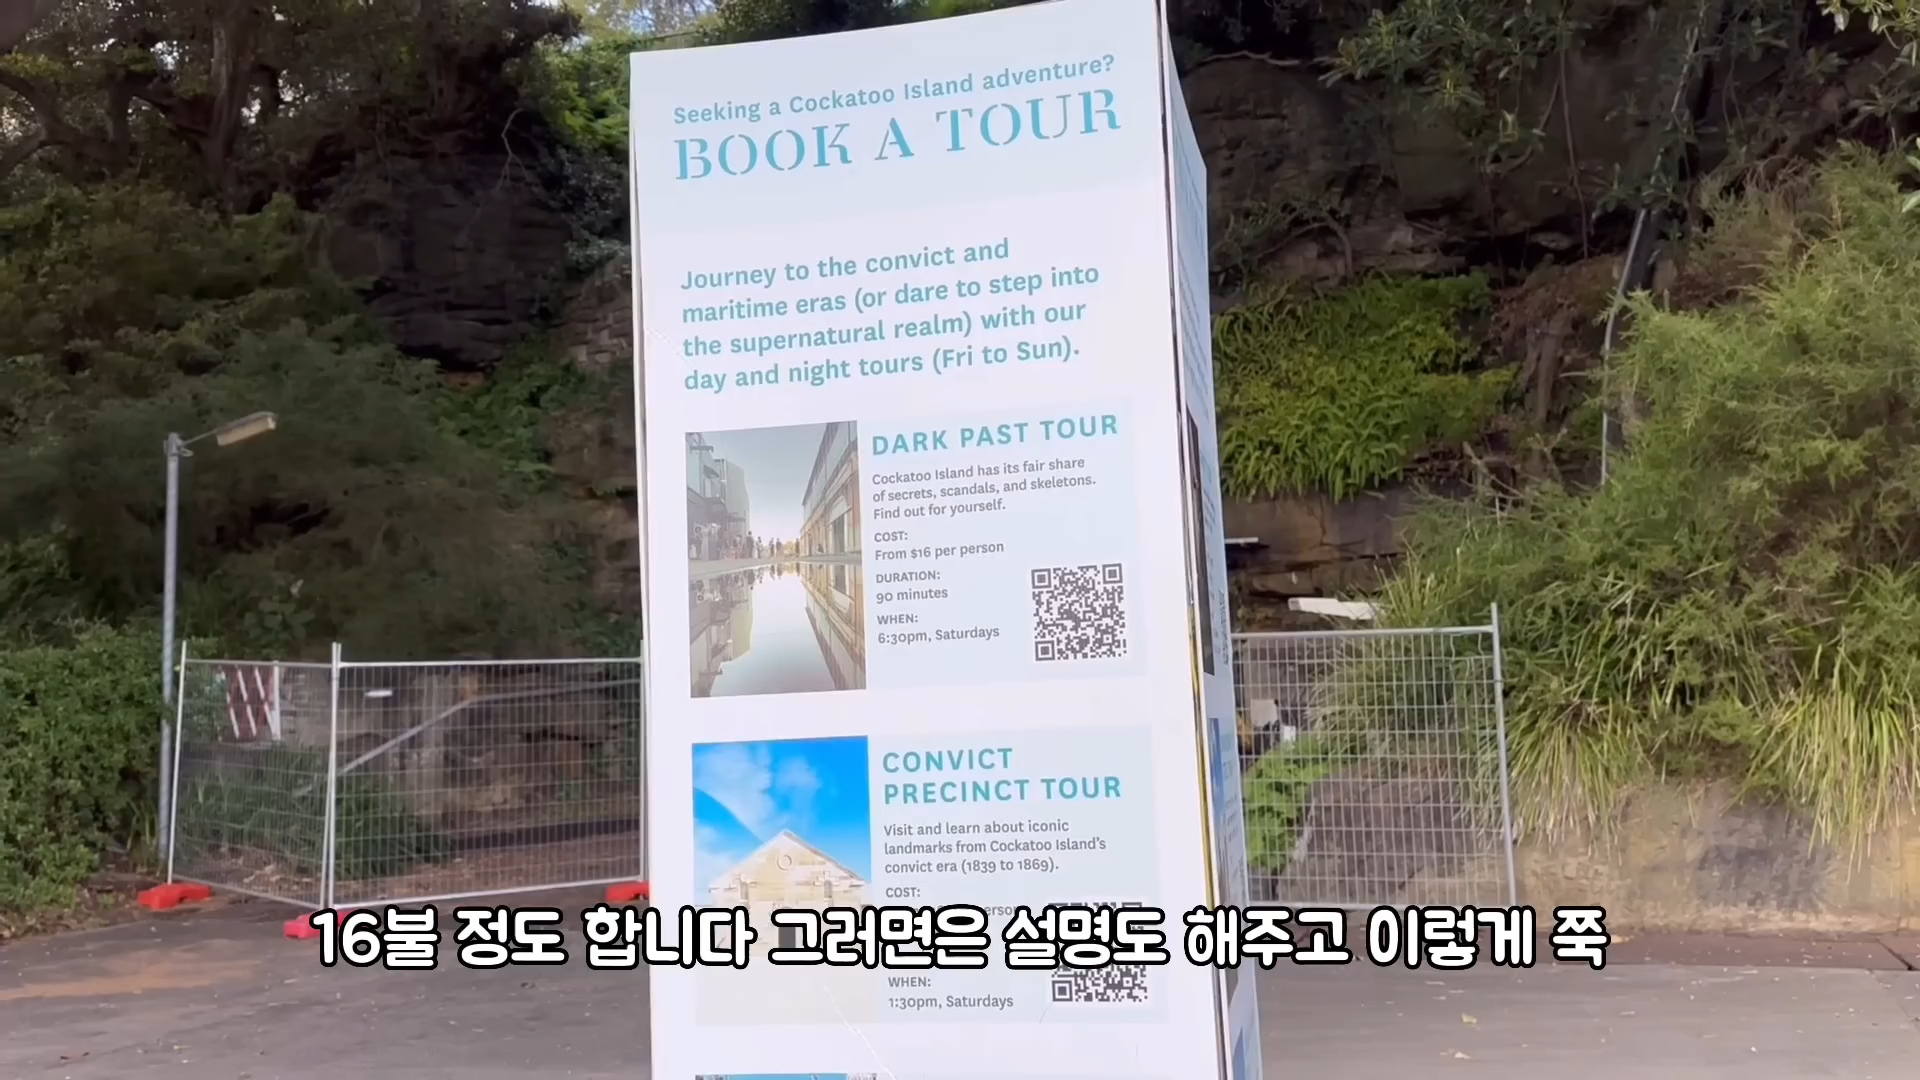 Seeking a Cockatoo Island adventure?
BOOK A TOUR
Journey to the convict and
maritime eras (or dare to step into
the supernatural realm) with our
day and night tours (Fri to Sun).
DARK PAST TOUR
Cockatoo Island has its fair share
of secrets, scandals, and skeletons.
Find out for yourself.
COST:
From $16 per person
DURATION:
90 minutes
WHEN:
6:30pm, Saturdays
CONVICT
PRECINCT TOUR
Visit and learn about iconic
landmarks from Cockatoo Island's
convict era (1839 to 1869).
COST:
16불 정도 합니다 그러면은 설명도 해주고 이렇게 쭉
WHEN:
1:30pm, Saturdays